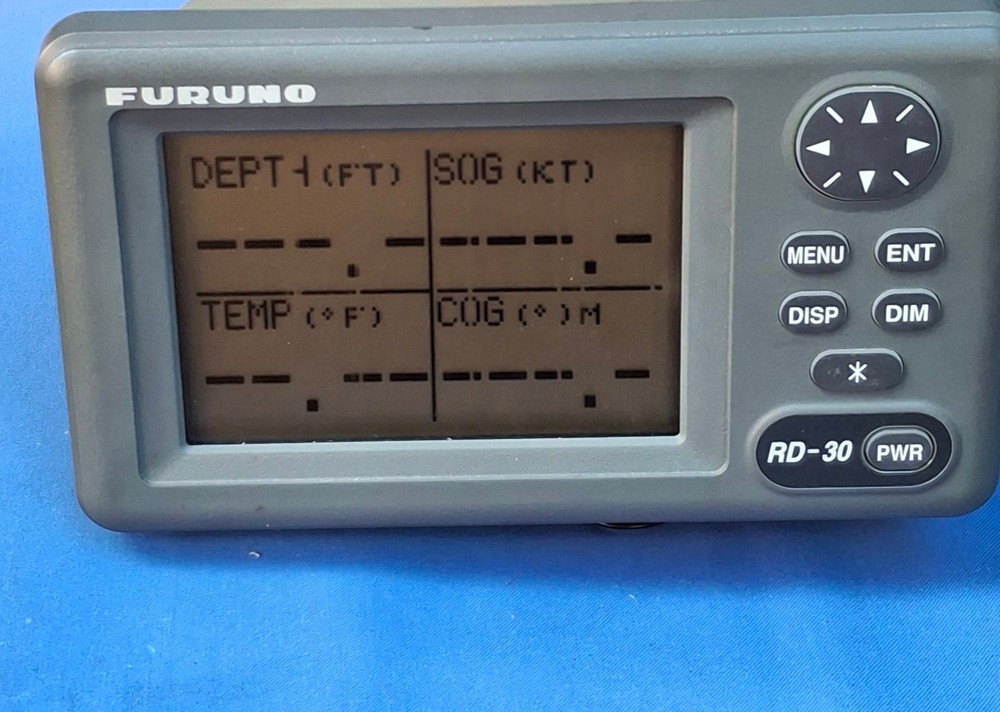 FURUNO
DEPTH (FT)
SOG (KT)
---.-
---.-
TEMP (°F)
COG (°) M
--.--
---.-
MENU
ENT
DISP
DIM
*
RD-30
PWR